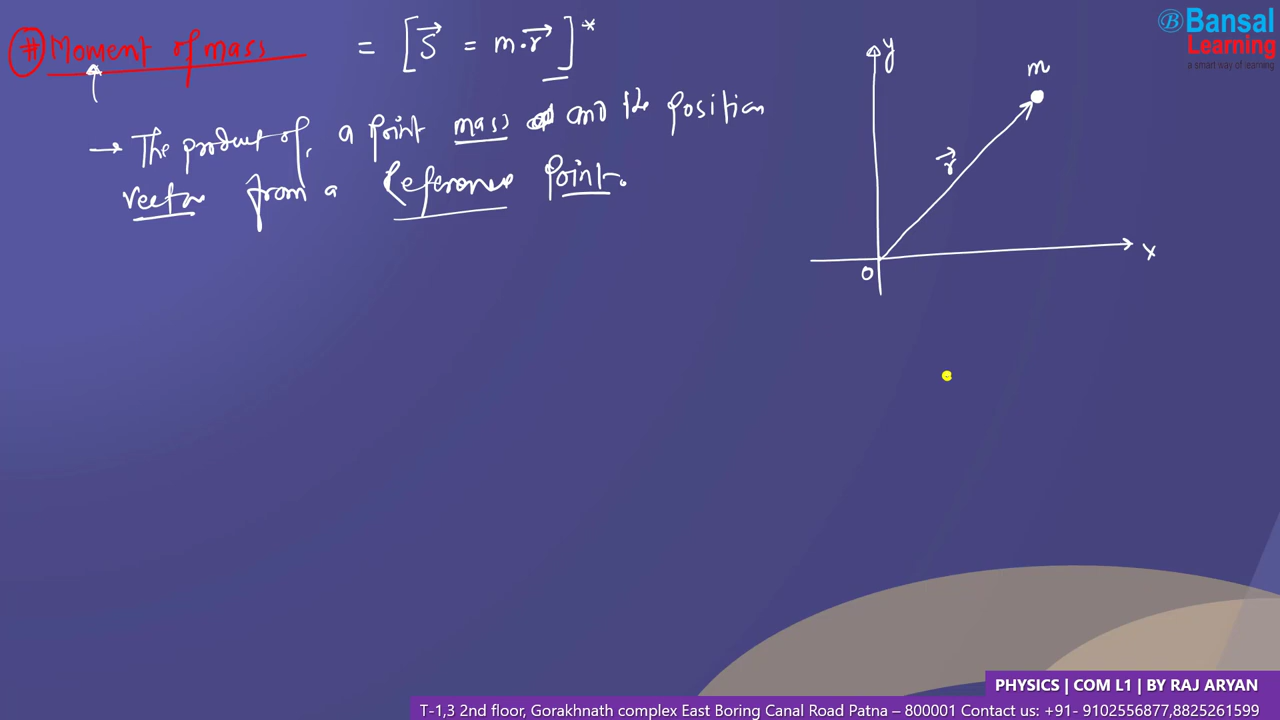 # Moment of mass = [S⃗ = m·r⃗]*
→ The product of, a point mass and the position
vector from a Reference Point.
y
m
r⃗
O
x
Bansal
Learning
a smart way of learning
PHYSICS | COM L1 | BY RAJ ARYAN
T-1,3 2nd floor, Gorakhnath complex East Boring Canal Road Patna – 800001 Contact us: +91- 9102556877,8825261599